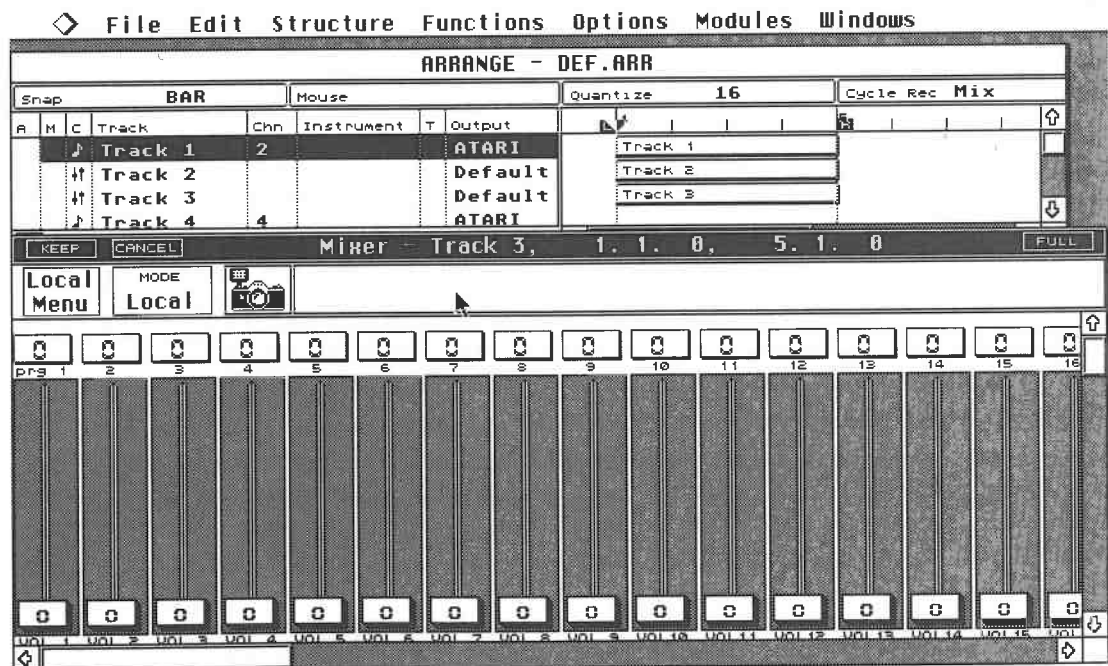 File Edit Structure Functions Options Modules Windows
ARRANGE - DEF.ARR
Snap BAR Mouse Quantize 16 Cycle Rec Mix
A M C Track Chn Instrument T Output
Track 1 2 ATARI Track 1
Track 2 Default Track 2
Track 3 Default Track 3
Track 4 4 ATARI
KEEP CANCEL Mixer - Track 3, 1. 1. 0, 5. 1. 0 FULL
Local Menu MODE Local
0 0 0 0 0 0 0 0 0 0 0 0 0 0 0 0
prg 1 2 3 4 5 6 7 8 9 10 11 12 13 14 15 16
0 0 0 0 0 0 0 0 0 0 0 0 0 0 0 0
VOL 1 VOL 2 VOL 3 VOL 4 VOL 5 VOL 6 VOL 7 VOL 8 VOL 9 VOL 10 VOL 11 VOL 12 VOL 13 VOL 14 VOL 15 VOL